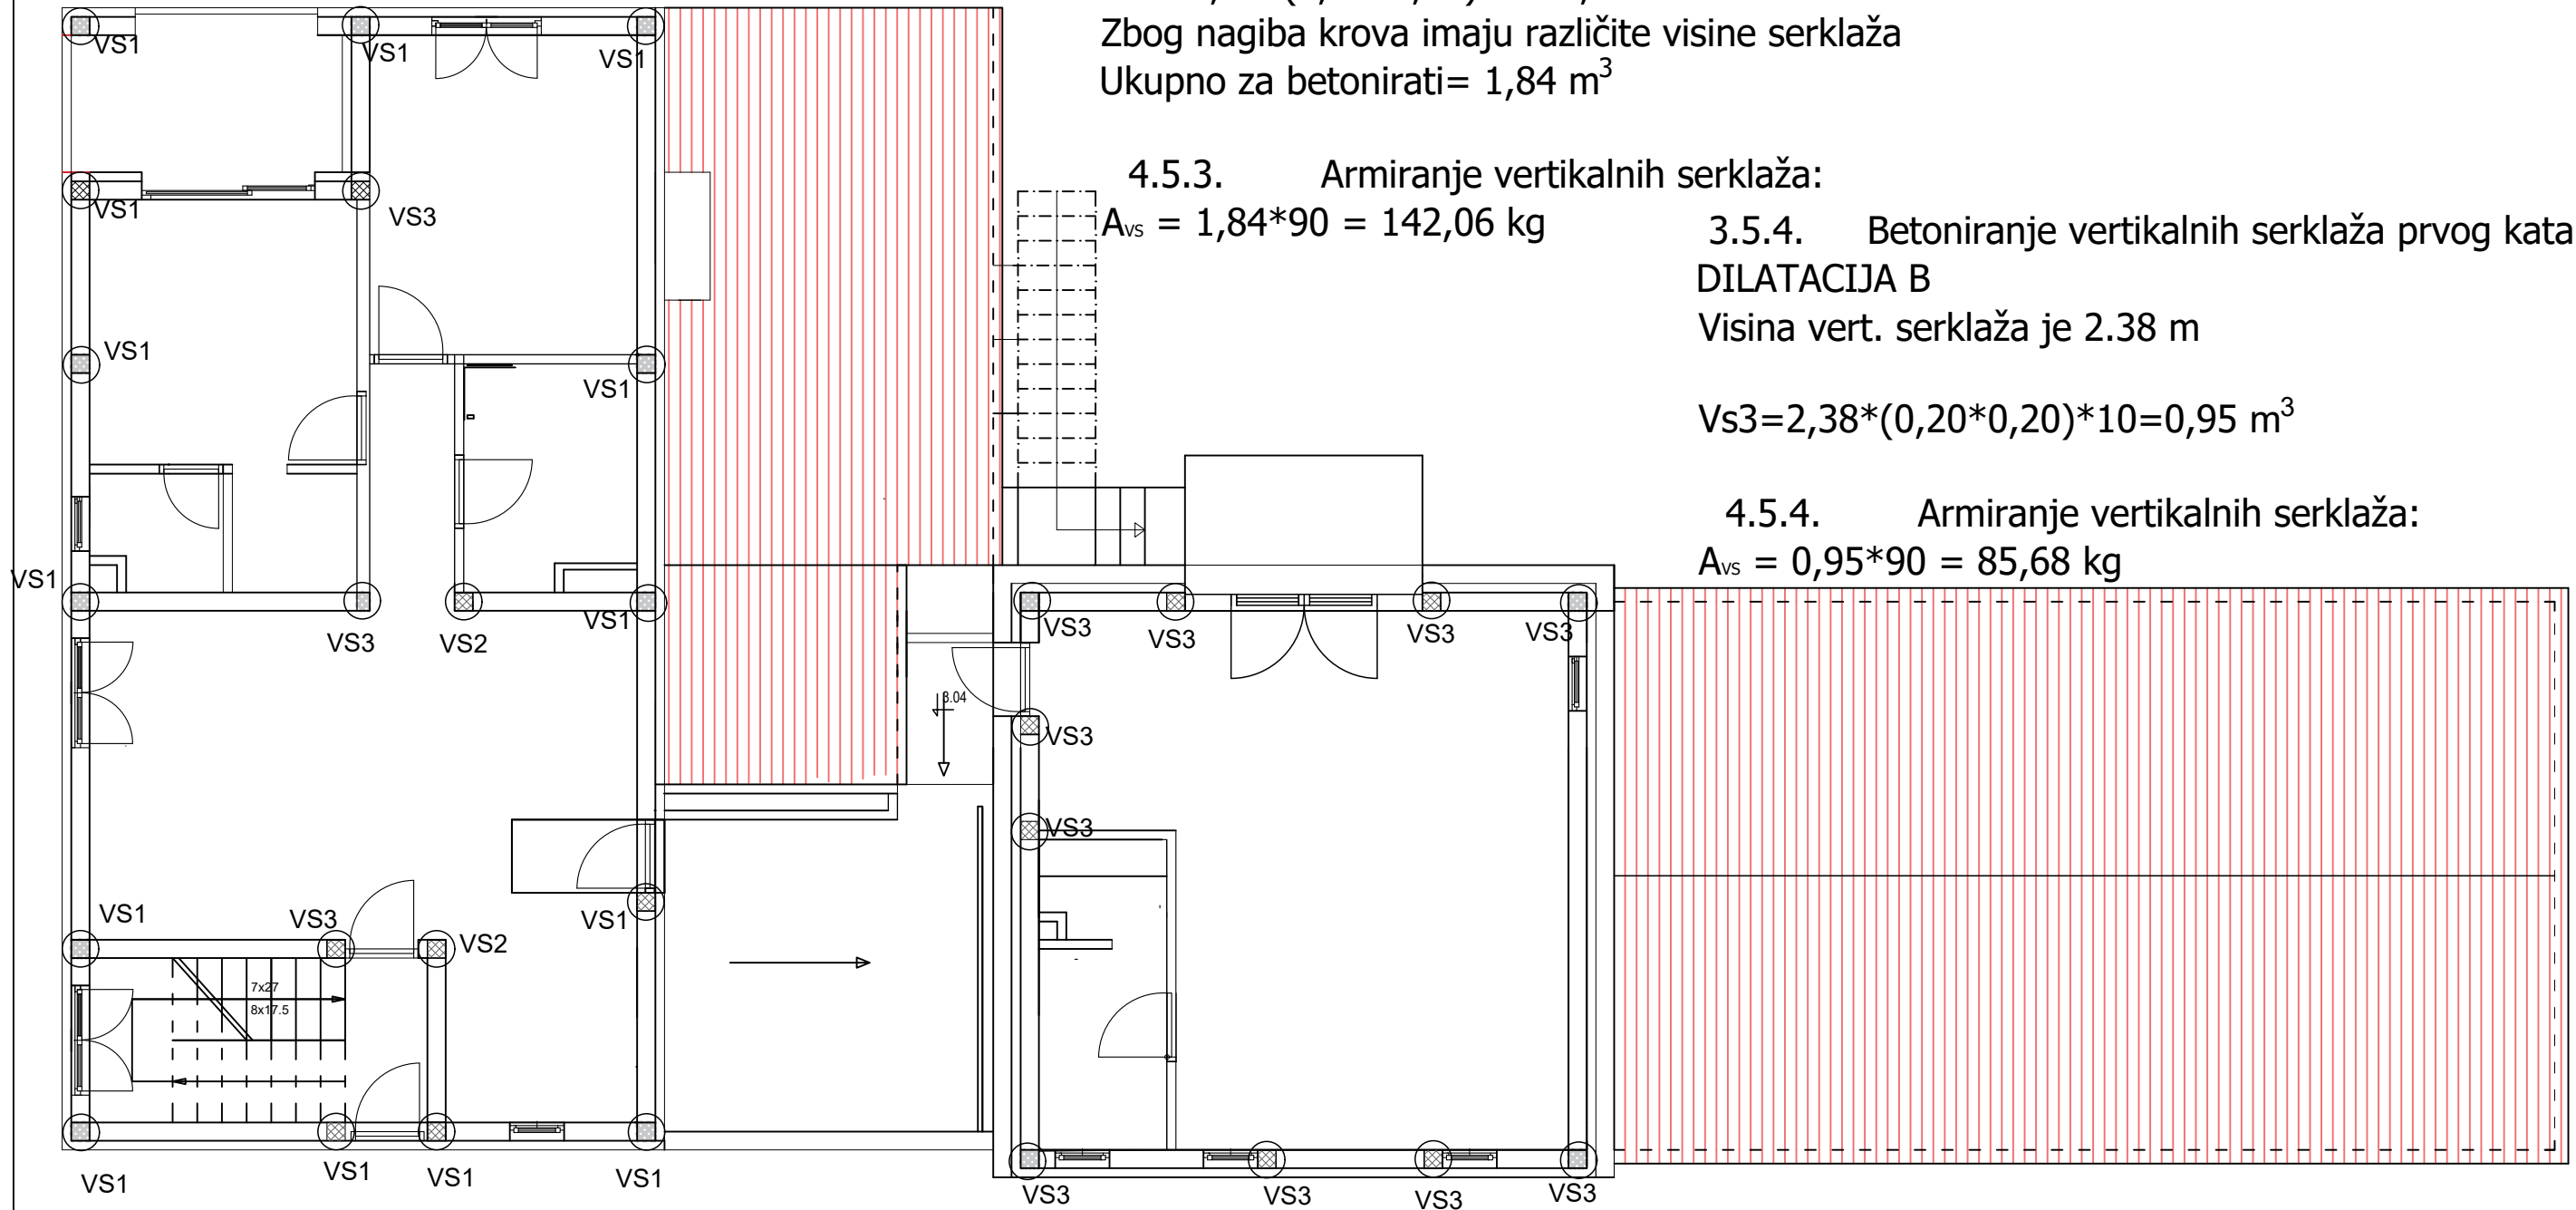 Zbog nagiba krova imaju različite visine serklaža
Ukupno za betonirati= 1,84 m³
4.5.3. Armiranje vertikalnih serklaža:
Avs = 1,84*90 = 142,06 kg
3.5.4. Betoniranje vertikalnih serklaža prvog kata
DILATACIJA B
Visina vert. serklaža je 2.38 m
Vs3=2,38*(0,20*0,20)*10=0,95 m³
4.5.4. Armiranje vertikalnih serklaža:
Avs = 0,95*90 = 85,68 kg
VS1
VS1
VS1
VS1
VS3
VS1
VS1
VS1
VS3
VS2
VS1
VS3
VS3
VS3
VS3
3.04
VS3
VS3
VS1
VS3
VS2
VS1
7x27
8x17.5
VS1
VS1
VS1
VS1
VS3
VS3
VS3
VS3